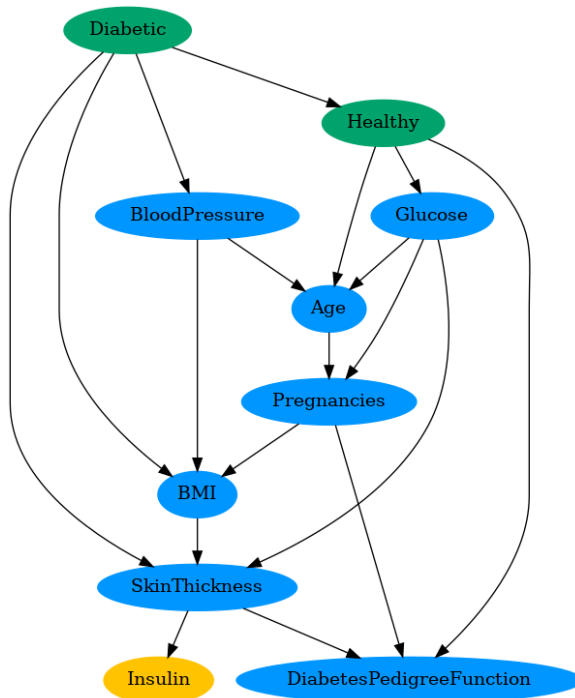 Diabetic
Healthy
BloodPressure
Glucose
Age
Pregnancies
BMI
SkinThickness
Insulin
DiabetesPedigreeFunction